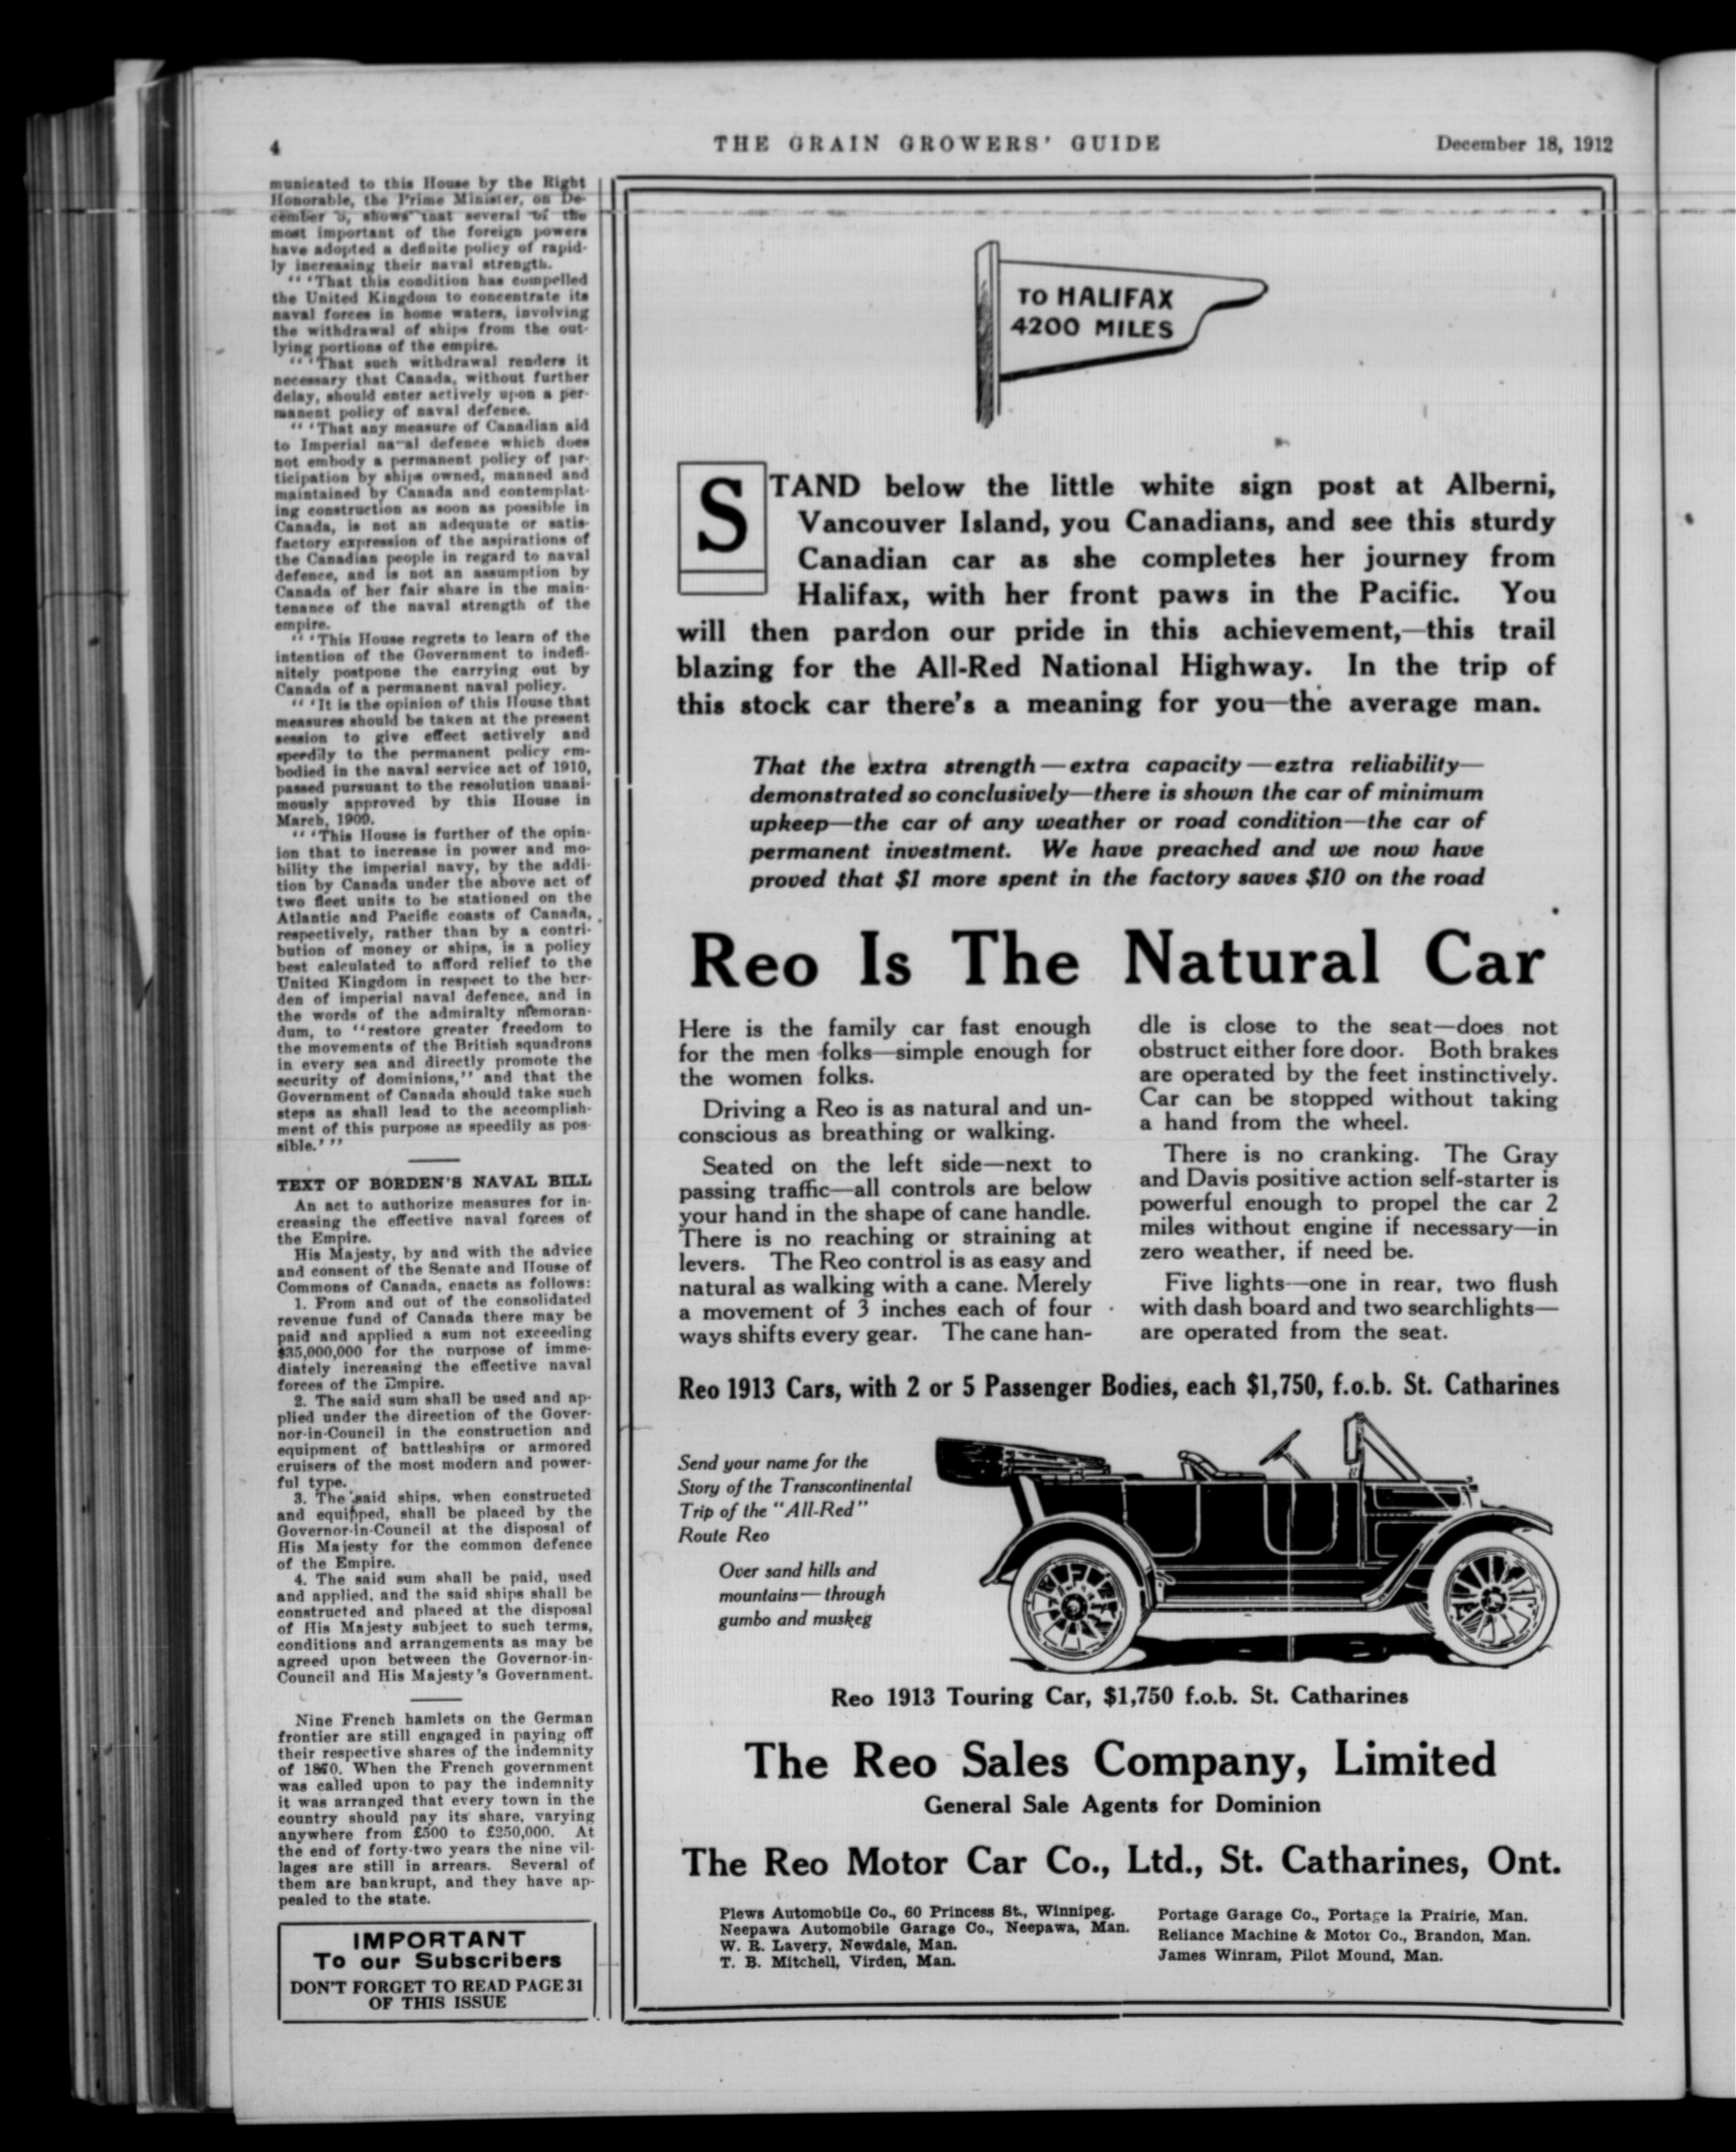 4
THE GRAIN GROWERS' GUIDE
December 18, 1912
municated to this House by the Right
Honorable, the Prime Minister, on De-
cember 5, shows that several of the
most important of the foreign powers
have adopted a definite policy of rapid-
ly increasing their naval strength.
"'That this condition has compelled
the United Kingdom to concentrate its
naval forces in home waters, involving
the withdrawal of ships from the out-
lying portions of the empire.
"'That such withdrawal renders it
necessary that Canada, without further
delay, should enter actively upon a per-
manent policy of naval defence.
"'That any measure of Canadian aid
to Imperial naval defence which does
not embody a permanent policy of par-
ticipation by ships owned, manned and
maintained by Canada and contemplat-
ing construction as soon as possible in
Canada, is not an adequate or satis-
factory expression of the aspirations of
the Canadian people in regard to naval
defence, and is not an assumption by
Canada of her fair share in the main-
tenance of the naval strength of the
empire.
"'This House regrets to learn of the
intention of the Government to indefi-
nitely postpone the carrying out by
Canada of a permanent naval policy.
"'It is the opinion of this House that
measures should be taken at the present
session to give effect actively and
speedily to the permanent policy em-
bodied in the naval service act of 1910,
passed pursuant to the resolution unani-
mously approved by this House in
March, 1909.
"'This House is further of the opin-
ion that to increase in power and mo-
bility the imperial navy, by the addi-
tion by Canada under the above act of
two fleet units to be stationed on the
Atlantic and Pacific coasts of Canada,
respectively, rather than by a contri-
bution of money or ships, is a policy
best calculated to afford relief to the
United Kingdom in respect to the bur-
den of imperial naval defence, and in
the words of the admiralty memoran-
dum, to "restore greater freedom to
the movements of the British squadrons
in every sea and directly promote the
security of dominions," and that the
Government of Canada should take such
steps as shall lead to the accomplish-
ment of this purpose as speedily as pos-
sible.'"
TEXT OF BORDEN'S NAVAL BILL
An act to authorize measures for in-
creasing the effective naval forces of
the Empire.
His Majesty, by and with the advice
and consent of the Senate and House of
Commons of Canada, enacts as follows:
1. From and out of the consolidated
revenue fund of Canada there may be
paid and applied a sum not exceeding
$35,000,000 for the purpose of imme-
diately increasing the effective naval
forces of the Empire.
2. The said sum shall be used and ap-
plied under the direction of the Gover-
nor-in-Council in the construction and
equipment of battleships or armored
cruisers of the most modern and power-
ful type.
3. The said ships, when constructed
and equipped, shall be placed by the
Governor-in-Council at the disposal of
His Majesty for the common defence
of the Empire.
4. The said sum shall be paid, used
and applied, and the said ships shall be
constructed and placed at the disposal
of His Majesty subject to such terms,
conditions and arrangements as may be
agreed upon between the Governor-in-
Council and His Majesty's Government.
Nine French hamlets on the German
frontier are still engaged in paying off
their respective shares of the indemnity
of 1870. When the French government
was called upon to pay the indemnity
it was arranged that every town in the
country should pay its share, varying
anywhere from £500 to £250,000. At
the end of forty-two years the nine vil-
lages are still in arrears. Several of
them are bankrupt, and they have ap-
pealed to the state.
IMPORTANT
To our Subscribers
DON'T FORGET TO READ PAGE 31
OF THIS ISSUE
TO HALIFAX
4200 MILES
STAND below the little white sign post at Alberni,
Vancouver Island, you Canadians, and see this sturdy
Canadian car as she completes her journey from
Halifax, with her front paws in the Pacific. You
will then pardon our pride in this achievement,—this trail
blazing for the All-Red National Highway. In the trip of
this stock car there's a meaning for you—the average man.
That the extra strength—extra capacity—eztra reliability—
demonstrated so conclusively—there is shown the car of minimum
upkeep—the car of any weather or road condition—the car of
permanent investment. We have preached and we now have
proved that $1 more spent in the factory saves $10 on the road
Reo Is The Natural Car
Here is the family car fast enough
for the men folks—simple enough for
the women folks.
Driving a Reo is as natural and un-
conscious as breathing or walking.
Seated on the left side—next to
passing traffic—all controls are below
your hand in the shape of cane handle.
There is no reaching or straining at
levers. The Reo control is as easy and
natural as walking with a cane. Merely
a movement of 3 inches each of four
ways shifts every gear. The cane han-
dle is close to the seat—does not
obstruct either fore door. Both brakes
are operated by the feet instinctively.
Car can be stopped without taking
a hand from the wheel.
There is no cranking. The Gray
and Davis positive action self-starter is
powerful enough to propel the car 2
miles without engine if necessary—in
zero weather, if need be.
Five lights—one in rear, two flush
with dash board and two searchlights—
are operated from the seat.
Reo 1913 Cars, with 2 or 5 Passenger Bodies, each $1,750, f.o.b. St. Catharines
Send your name for the
Story of the Transcontinental
Trip of the "All-Red"
Route Reo
Over sand hills and
mountains—through
gumbo and muskeg
Reo 1913 Touring Car, $1,750 f.o.b. St. Catharines
The Reo Sales Company, Limited
General Sale Agents for Dominion
The Reo Motor Car Co., Ltd., St. Catharines, Ont.
Plews Automobile Co., 60 Princess St., Winnipeg.
Neepawa Automobile Garage Co., Neepawa, Man.
W. R. Lavery, Newdale, Man.
T. B. Mitchell, Virden, Man.
Portage Garage Co., Portage la Prairie, Man.
Reliance Machine & Motor Co., Brandon, Man.
James Winram, Pilot Mound, Man.